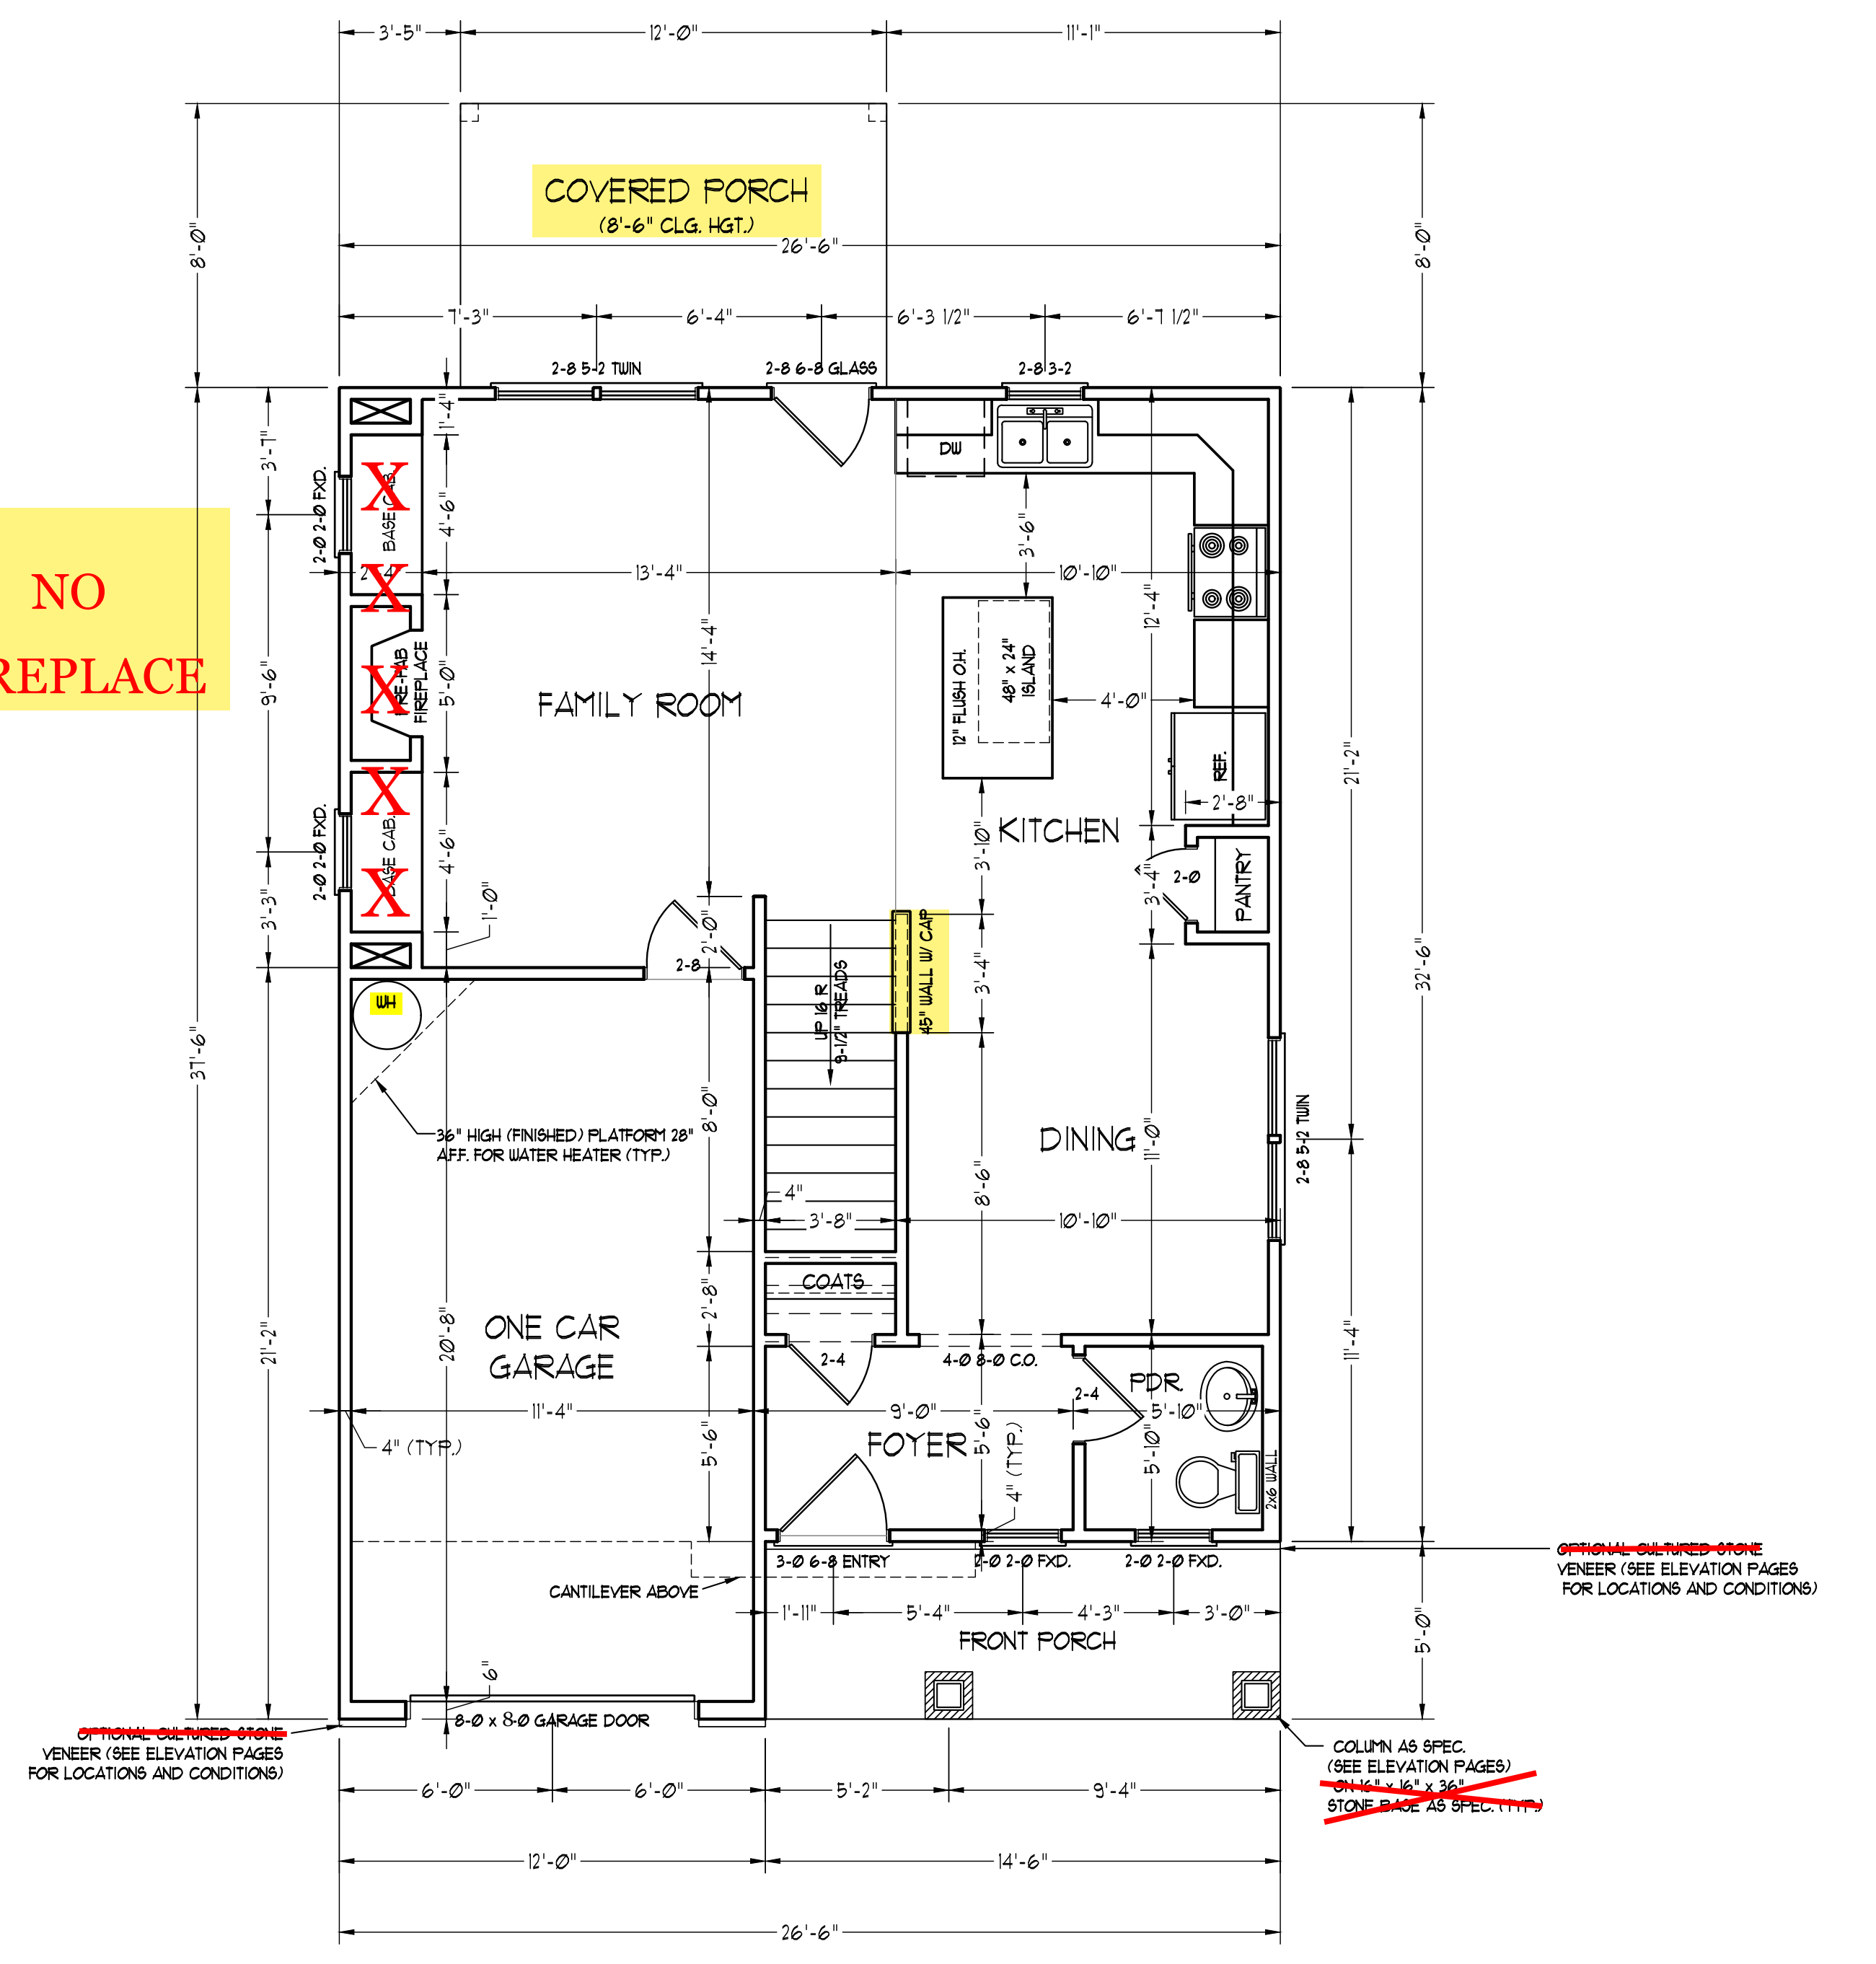 3'-5"
12'-0"
11'-1"
COVERED PORCH
(8'-6" CLG. HGT.)
26'-6"
8'-0"
8'-0"
7'-3"
6'-4"
6'-3 1/2"
6'-7 1/2"
2-8 5-2 TWIN
2-8 6-8 GLASS
2-8 3-2
1'-4"
3'-7"
2-0 2-0 FXD.
BASE CAB.
X
4'-6"
DW
3'-6"
NO
REPLACE
X
13'-4"
10'-10"
12'-4"
14'-4"
9'-6"
X
PRE-FAB
FIREPLACE
5'-0"
FAMILY ROOM
12" FLUSH O.H.
48" x 24"
ISLAND
4'-0"
REF.
2'-8"
21'-2"
X
2-0 2-0 FXD.
BASE CAB.
X
4'-6"
3'-10"
KITCHEN
3'-4"
2-0
PANTRY
3'-3"
1'-0"
2'-0"
2-8
45" WALL W/ CAP
3'-4"
32'-6"
WH
UP 16 R
9-1/2" TREADS
37'-6"
36" HIGH (FINISHED) PLATFORM 28"
A.F.F. FOR WATER HEATER (TYP.)
8'-0"
DINING
11'-0"
2-8 5-2 TWIN
4"
3'-8"
8'-6"
10'-10"
COATS
2'-8"
ONE CAR
GARAGE
20'-8"
21'-2"
11'-4"
2-4
4-0 8-0 C.O.
PDR.
2-4
11'-4"
9'-0"
5'-10"
4" (TYP.)
5'-6"
FOYER
5'-6"
4" (TYP.)
5'-10"
2x6 WALL
3-0 6-8 ENTRY
2-0 2-0 FXD.
2-0 2-0 FXD.
OPTIONAL CULTURED STONE
VENEER (SEE ELEVATION PAGES
FOR LOCATIONS AND CONDITIONS)
CANTILEVER ABOVE
1'-11"
5'-4"
4'-3"
3'-0"
5'-0"
FRONT PORCH
6"
8-0 x 8-0 GARAGE DOOR
OPTIONAL CULTURED STONE
VENEER (SEE ELEVATION PAGES
FOR LOCATIONS AND CONDITIONS)
COLUMN AS SPEC.
(SEE ELEVATION PAGES)
ON 16" x 16" x 36"
STONE BASE AS SPEC. (TYP.)
6'-0"
6'-0"
5'-2"
9'-4"
12'-0"
14'-6"
26'-6"